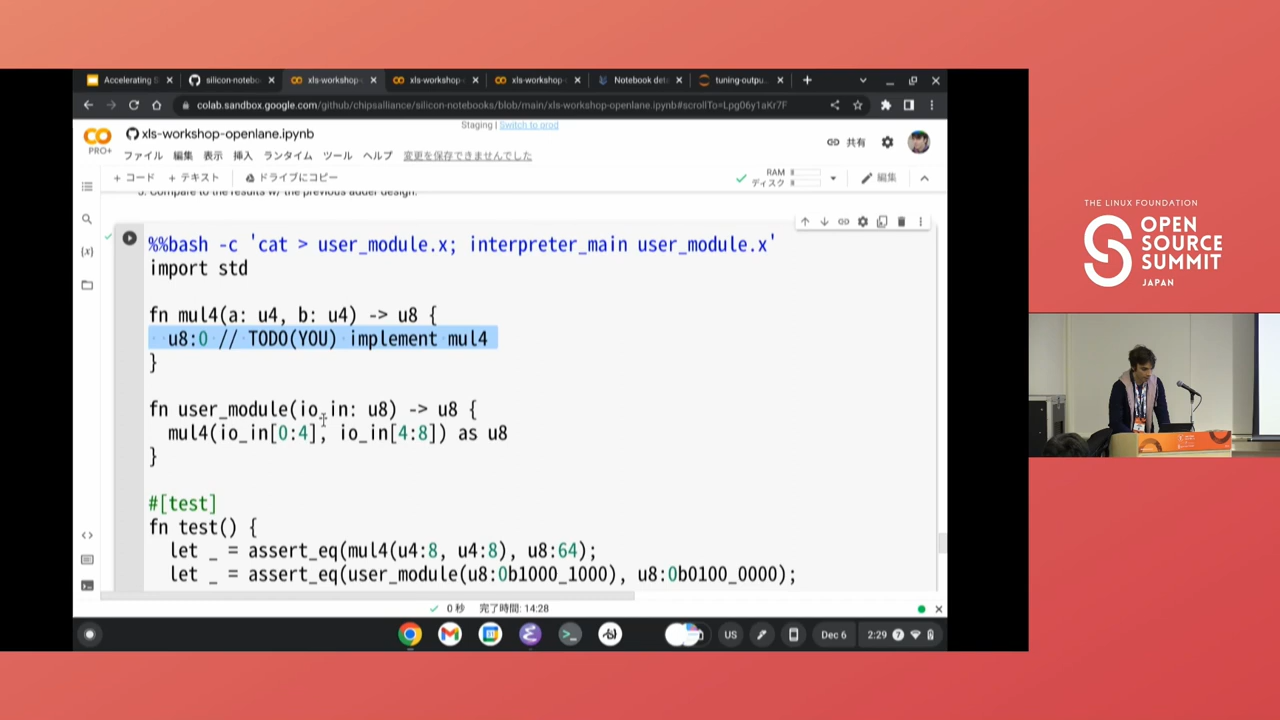 Accelerating S
silicon-notebo
xls-workshop-
xls-workshop-
xls-workshop-
Notebook det
tuning-outpu
colab.sandbox.google.com/github/chipsalliance/silicon-notebooks/blob/main/xls-workshop-openlane.ipynb#scrollTo=Lpg06y1aKr7F
PRO+
xls-workshop-openlane.ipynb
Staging | Switch to prod
共有
ファイル 編集 表示 挿入 ランタイム ツール ヘルプ 変更を保存できませんでした
+ コード + テキスト ドライブにコピー
RAM
ディスク
編集
3. Compare to the results w/ the previous adder design.
%%bash -c 'cat > user_module.x; interpreter_main user_module.x'
import std
fn mul4(a: u4, b: u4) -> u8 {
u8:0 // TODO(YOU) implement mul4
}
fn user_module(io_in: u8) -> u8 {
mul4(io_in[0:4], io_in[4:8]) as u8
}
#[test]
fn test() {
let _ = assert_eq(mul4(u4:8, u4:8), u8:64);
let _ = assert_eq(user_module(u8:0b1000_1000), u8:0b0100_0000);
0 秒 完了時間: 14:28
US
Dec 6
2:29
THE LINUX FOUNDATION
OPEN
SOURCE
SUMMIT
JAPAN